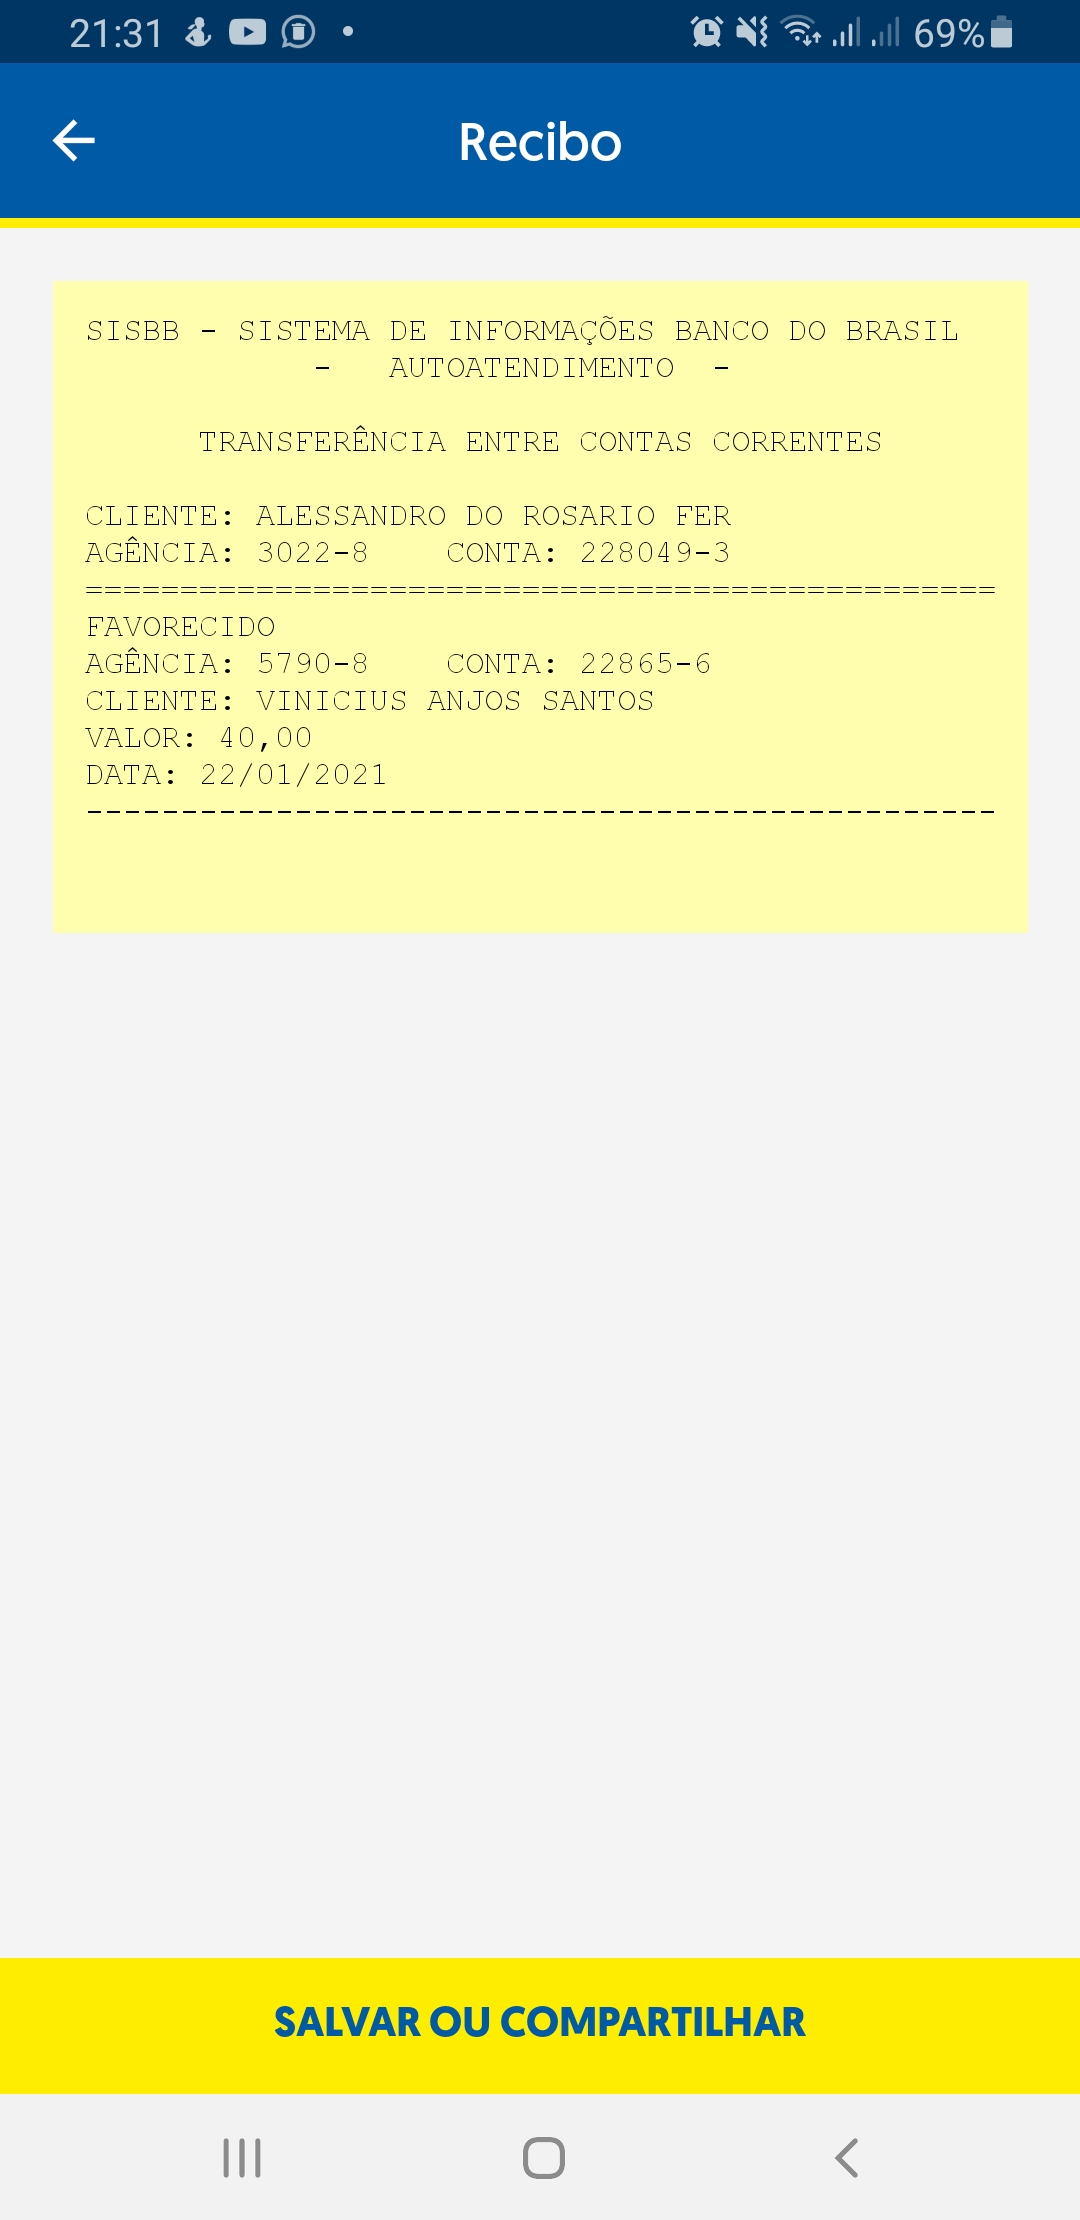 21:31 69%
Recibo
SISBB - SISTEMA DE INFORMAÇÕES BANCO DO BRASIL
- AUTOATENDIMENTO -
TRANSFERÊNCIA ENTRE CONTAS CORRENTES
CLIENTE: ALESSANDRO DO ROSARIO FER
AGÊNCIA: 3022-8 CONTA: 228049-3
================================================
FAVORECIDO
AGÊNCIA: 5790-8 CONTA: 22865-6
CLIENTE: VINICIUS ANJOS SANTOS
VALOR: 40,00
DATA: 22/01/2021
------------------------------------------------
SALVAR OU COMPARTILHAR